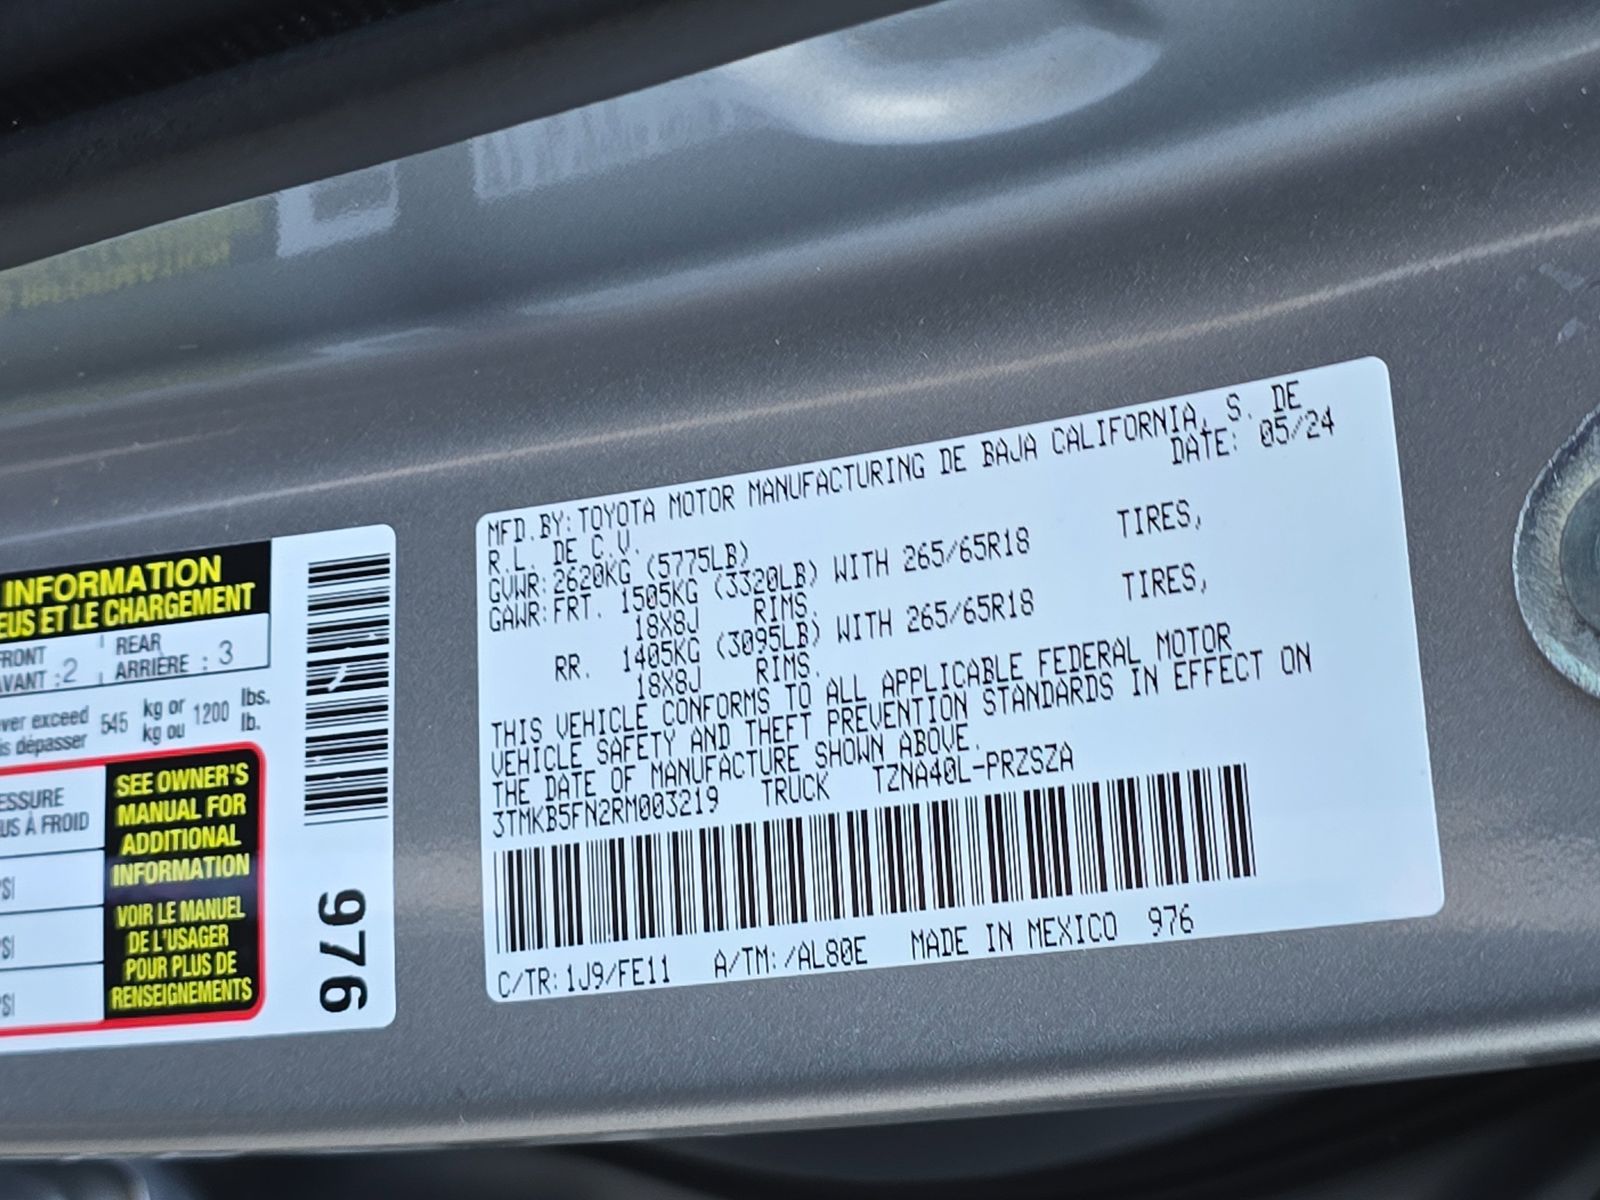 INFORMATION
EUS ET LE CHARGEMENT
FRONT
AVANT : 2
REAR
ARRIÈRE : 3
ver exceed 545 kg or 1200 lbs.
is dépasser kg ou lb.
ESSURE
US À FROID
PSI
PSI
PSI
SEE OWNER'S
MANUAL FOR
ADDITIONAL
INFORMATION
VOIR LE MANUEL
DE L'USAGER
POUR PLUS DE
RENSEIGNEMENTS
976
MFD.BY:TOYOTA MOTOR MANUFACTURING DE BAJA CALIFORNIA, S. DE
R.L. DE C.V. DATE: 05/24
GVWR:2620KG (5775LB)
GAWR:FRT. 1505KG (3320LB) WITH 265/65R18 TIRES,
18X8J RIMS.
RR. 1405KG (3095LB) WITH 265/65R18 TIRES,
18X8J RIMS.
THIS VEHICLE CONFORMS TO ALL APPLICABLE FEDERAL MOTOR
VEHICLE SAFETY AND THEFT PREVENTION STANDARDS IN EFFECT ON
THE DATE OF MANUFACTURE SHOWN ABOVE.
3TMKB5FN2RM003219 TRUCK TZNA40L-PRZSZA
C/TR:1J9/FE11 A/TM:/AL80E MADE IN MEXICO 976